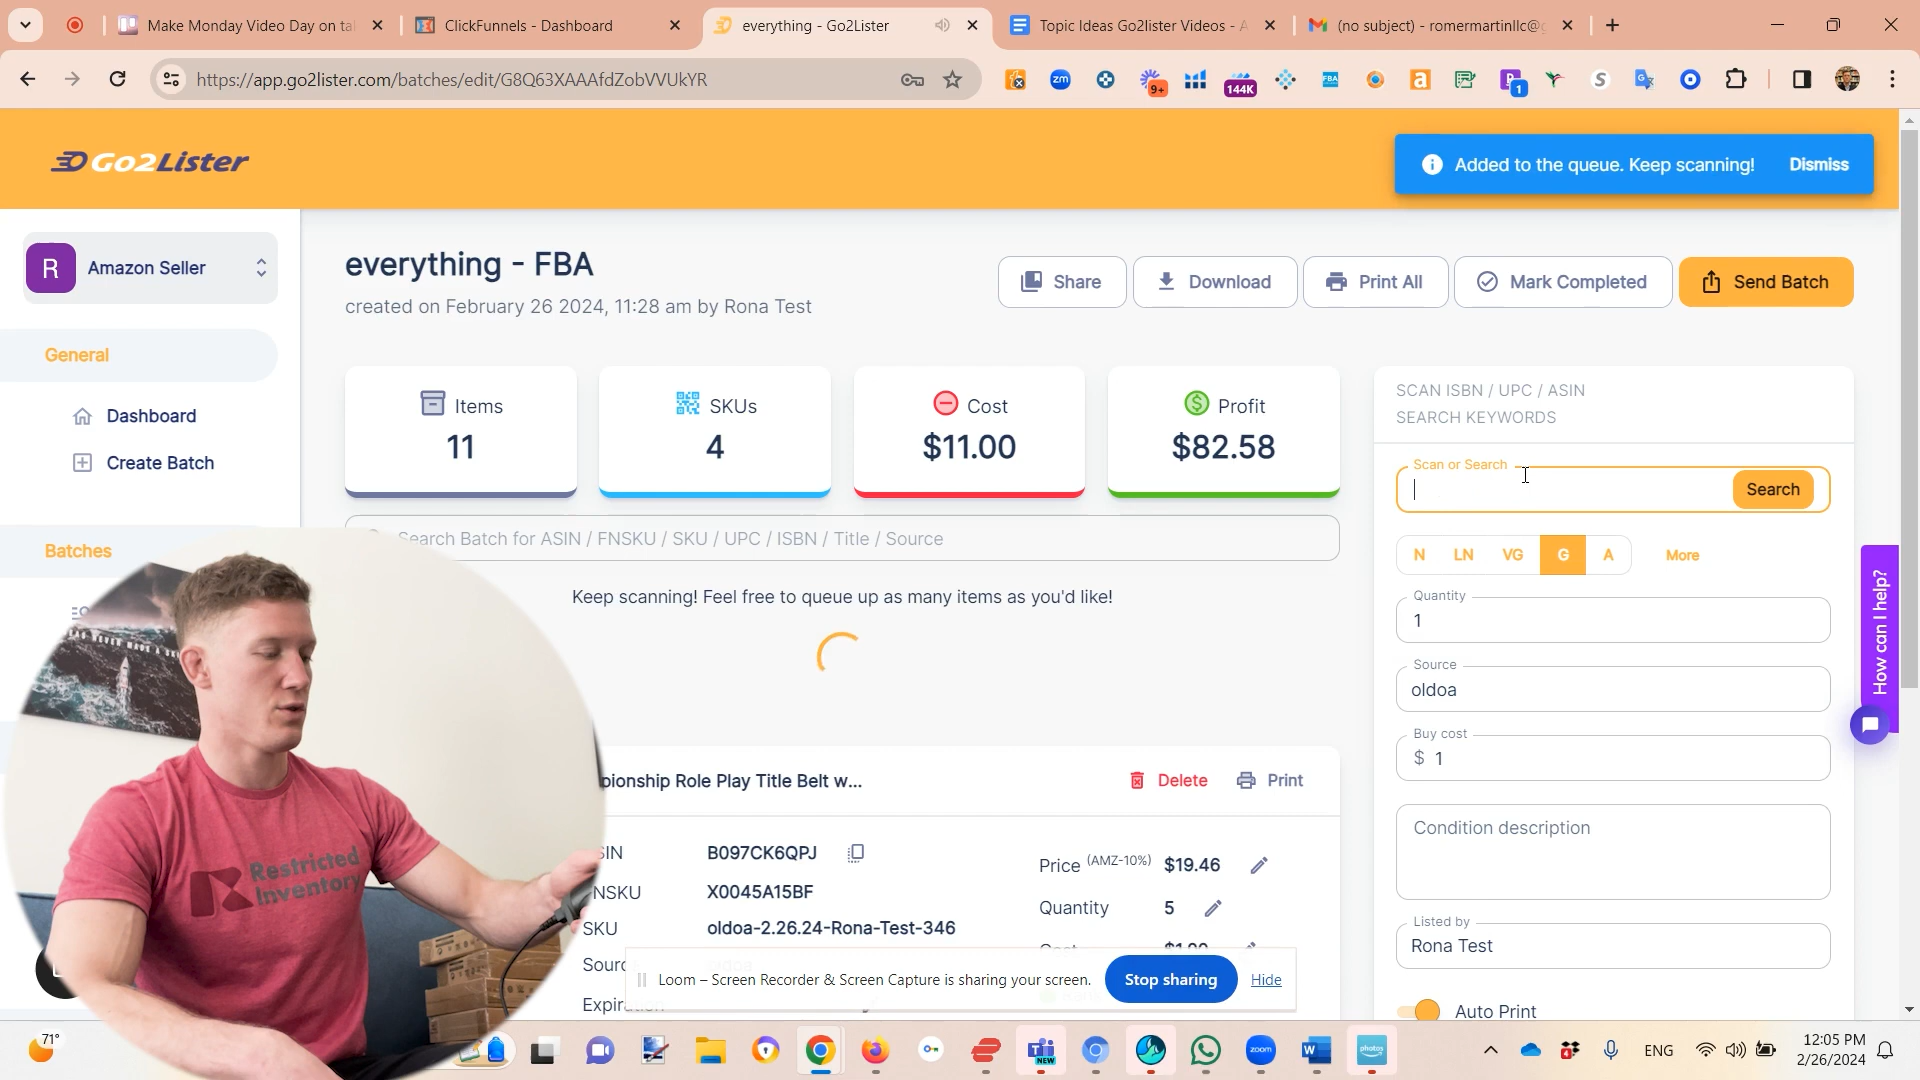 Make Monday Video Day on ta
ClickFunnels - Dashboard
everything - Go2Lister
Topic Ideas Go2lister Videos - A
(no subject) - romermartinllc@g
https://app.go2lister.com/batches/edit/G8Q63XAAAfdZobVVUkYR
zm
9+
144K
FBA
1
Go2Lister
Added to the queue. Keep scanning!
Dismiss
R
Amazon Seller
General
Dashboard
Create Batch
Batches
everything - FBA
created on February 26 2024, 11:28 am by Rona Test
Share
Download
Print All
Mark Completed
Send Batch
Items
11
SKUs
4
Cost
$11.00
Profit
$82.58
Search Batch for ASIN / FNSKU / SKU / UPC / ISBN / Title / Source
Keep scanning! Feel free to queue up as many items as you'd like!
pionship Role Play Title Belt w...
Delete
Print
SIN
B097CK6QPJ
NSKU
X0045A15BF
SKU
oldoa-2.26.24-Rona-Test-346
Sourc
Expiration
Price (AMZ-10%) $19.46
Quantity 5
SCAN ISBN / UPC / ASIN
SEARCH KEYWORDS
Scan or Search
Search
N LN VG G A More
Quantity
1
Source
oldoa
Buy cost
$ 1
Condition description
Listed by
Rona Test
Auto Print
How can I help?
Restricted
Inventory
Loom – Screen Recorder & Screen Capture is sharing your screen.
Stop sharing
Hide
71°
NEW
zoom
photos
ENG
12:05 PM
2/26/2024